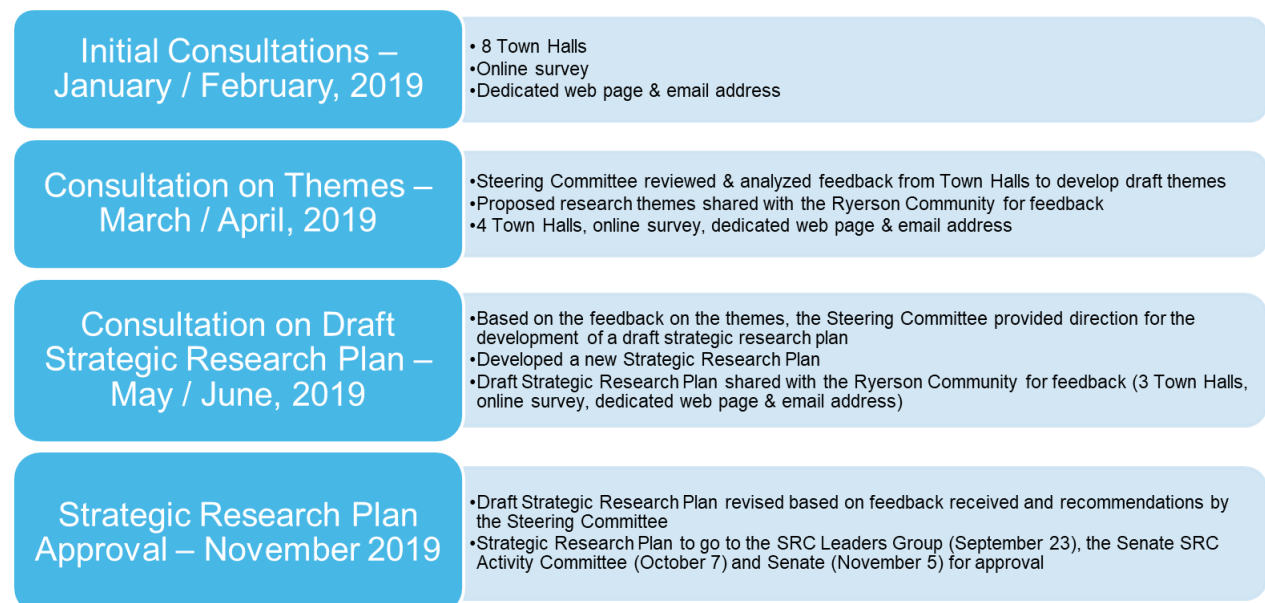 Initial Consultations –
January / February, 2019
• 8 Town Halls
•Online survey
•Dedicated web page & email address
Consultation on Themes –
March / April, 2019
•Steering Committee reviewed & analyzed feedback from Town Halls to develop draft themes
•Proposed research themes shared with the Ryerson Community for feedback
•4 Town Halls, online survey, dedicated web page & email address
Consultation on Draft
Strategic Research Plan –
May / June, 2019
•Based on the feedback on the themes, the Steering Committee provided direction for the
development of a draft strategic research plan
•Developed a new Strategic Research Plan
•Draft Strategic Research Plan shared with the Ryerson Community for feedback (3 Town Halls,
online survey, dedicated web page & email address)
Strategic Research Plan
Approval – November 2019
•Draft Strategic Research Plan revised based on feedback received and recommendations by
the Steering Committee
•Strategic Research Plan to go to the SRC Leaders Group (September 23), the Senate SRC
Activity Committee (October 7) and Senate (November 5) for approval